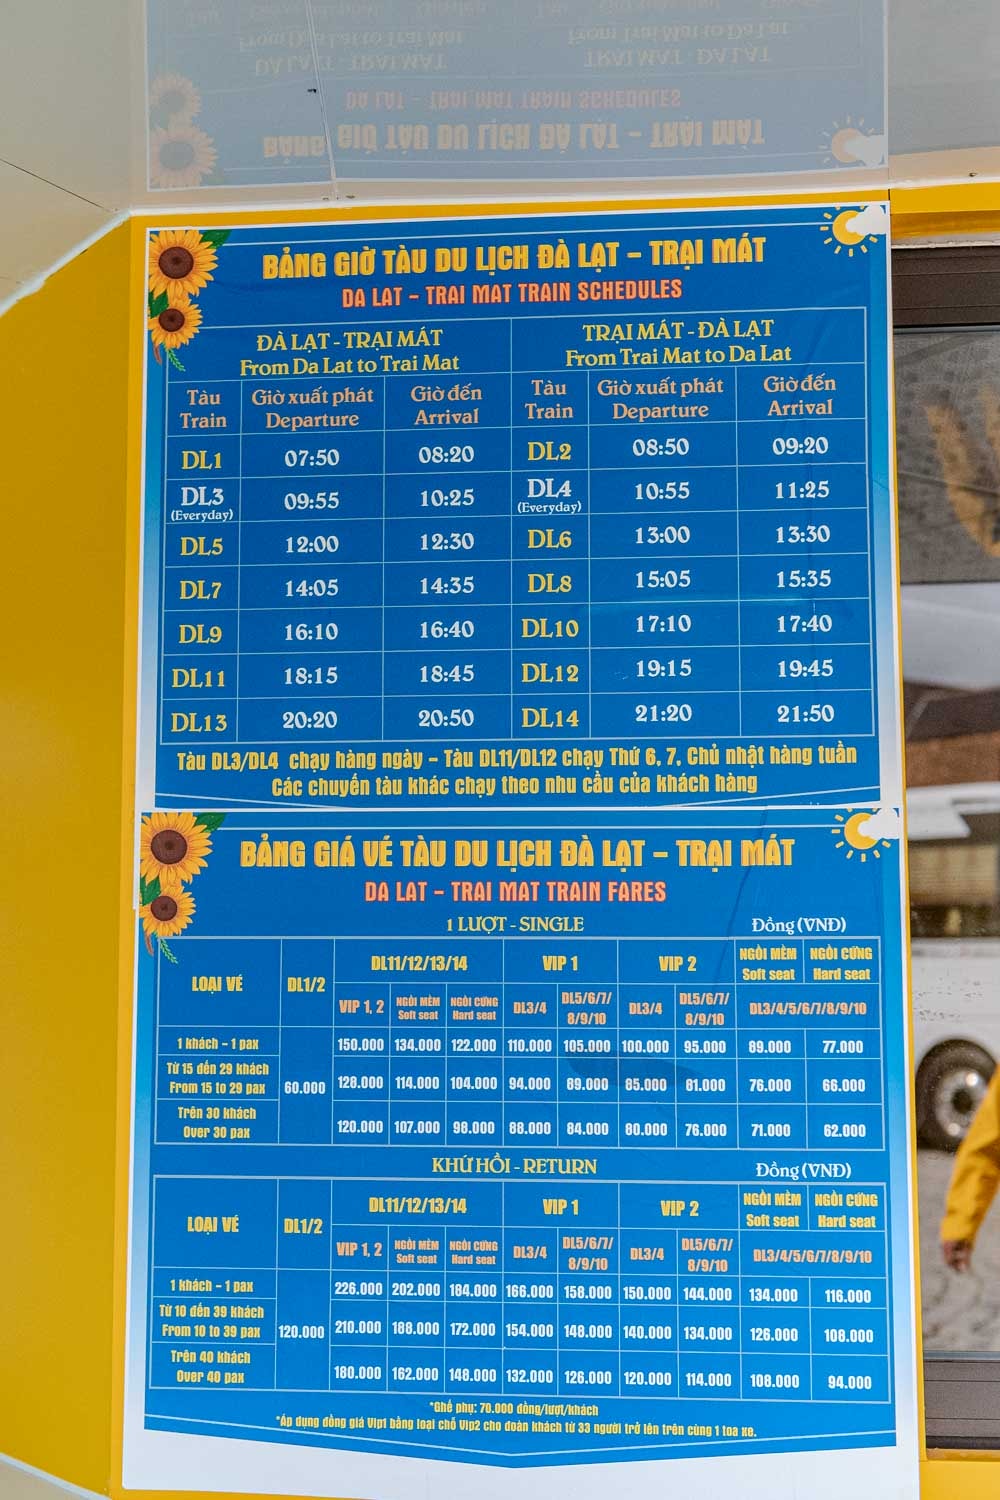 BẢNG GIỜ TÀU DU LỊCH ĐÀ LẠT – TRẠI MÁT
DA LAT – TRAI MAT TRAIN SCHEDULES
ĐÀ LẠT - TRẠI MÁT TRẠI MÁT - ĐÀ LẠT
From Da Lat to Trai Mat From Trai Mat to Da Lat
Tàu Giờ xuất phát Giờ đến Tàu Giờ xuất phát Giờ đến
Train Departure Arrival Train Departure Arrival
DL1 07:50 08:20 DL2 08:50 09:20
DL3 09:55 10:25 DL4 10:55 11:25
(Everyday) (Everyday)
DL5 12:00 12:30 DL6 13:00 13:30
DL7 14:05 14:35 DL8 15:05 15:35
DL9 16:10 16:40 DL10 17:10 17:40
DL11 18:15 18:45 DL12 19:15 19:45
DL13 20:20 20:50 DL14 21:20 21:50
Tàu DL3/DL4 chạy hàng ngày – Tàu DL11/DL12 chạy Thứ 6, 7, Chủ nhật hàng tuần
Các chuyến tàu khác chạy theo nhu cầu của khách hàng
BẢNG GIÁ VÉ TÀU DU LỊCH ĐÀ LẠT – TRẠI MÁT
DA LAT – TRAI MAT TRAIN FARES
1 LƯỢT - SINGLE Đồng (VNĐ)
LOẠI VÉ DL1/2 DL11/12/13/14 VIP 1 VIP 2 NGỒI MỀM NGỒI CỨNG
Soft seat Hard seat
VIP 1, 2 NGỒI MỀM NGỒI CỨNG DL3/4 DL5/6/7/ DL3/4 DL5/6/7/ DL3/4/5/6/7/8/9/10
Soft seat Hard seat 8/9/10 8/9/10
1 khách – 1 pax 150.000 134.000 122.000 110.000 105.000 100.000 95.000 89.000 77.000
Từ 15 đến 29 khách
From 15 to 29 pax 60.000 128.000 114.000 104.000 94.000 89.000 85.000 81.000 76.000 66.000
Trên 30 khách
Over 30 pax 120.000 107.000 98.000 88.000 84.000 80.000 76.000 71.000 62.000
KHỨ HỒI - RETURN Đồng (VNĐ)
LOẠI VÉ DL1/2 DL11/12/13/14 VIP 1 VIP 2 NGỒI MỀM NGỒI CỨNG
Soft seat Hard seat
VIP 1, 2 NGỒI MỀM NGỒI CỨNG DL3/4 DL5/6/7/ DL3/4 DL5/6/7/ DL3/4/5/6/7/8/9/10
Soft seat Hard seat 8/9/10 8/9/10
1 khách – 1 pax 226.000 202.000 184.000 166.000 158.000 150.000 144.000 134.000 116.000
Từ 10 đến 39 khách
From 10 to 39 pax 120.000 210.000 188.000 172.000 154.000 148.000 140.000 134.000 126.000 108.000
Trên 40 khách
Over 40 pax 180.000 162.000 148.000 132.000 126.000 120.000 114.000 108.000 94.000
*Ghế phụ: 70.000 đồng/lượt/khách
*Áp dụng đồng giá Vip1 bằng loại chỗ Vip2 cho đoàn khách từ 33 người trở lên trên cùng 1 toa xe.